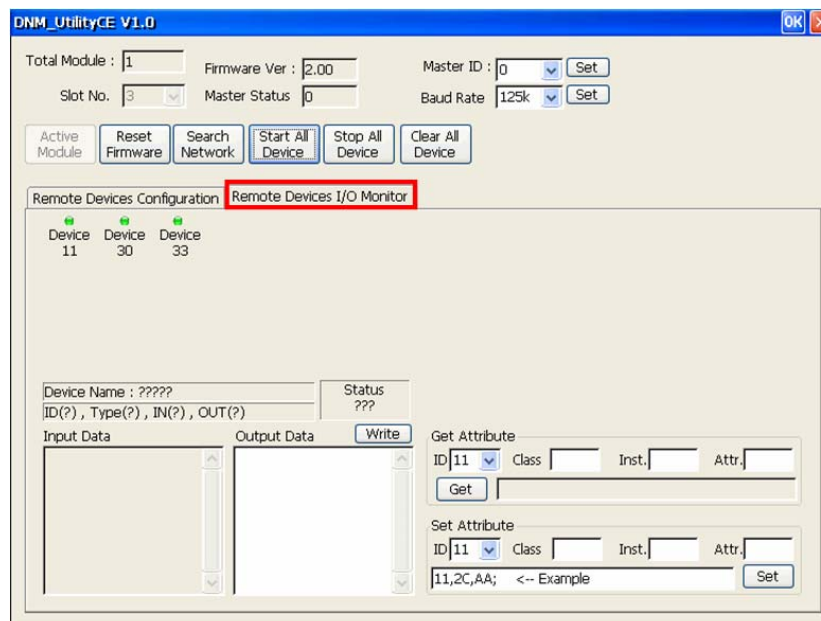 DNM_UtilityCE V1.0 OK
Total Module : 1 Firmware Ver : 2.00 Master ID : 0 Set
Slot No. 3 Master Status 0 Baud Rate 125k Set
Active Module Reset Firmware Search Network Start All Device Stop All Device Clear All Device
Remote Devices Configuration Remote Devices I/O Monitor
Device 11 Device 30 Device 33
Device Name : ????? Status
ID(?) , Type(?) , IN(?) , OUT(?) ???
Input Data Output Data Write Get Attribute
ID 11 Class Inst. Attr.
Get
Set Attribute
ID 11 Class Inst. Attr.
11,2C,AA; <-- Example Set